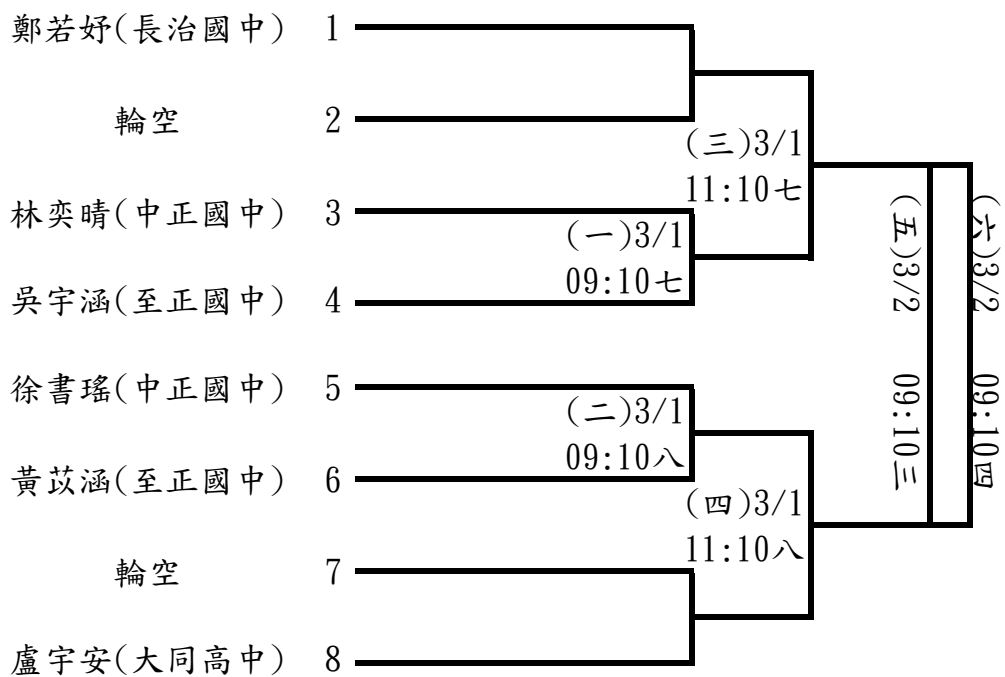 鄭若妤(長治國中) 1
輪空 2
(三)3/1
11:10七
林奕晴(中正國中) 3
(一)3/1
09:10七
吳宇涵(至正國中) 4
徐書瑤(中正國中) 5
(二)3/1
09:10八
黃苡涵(至正國中) 6
(四)3/1
11:10八
輪空 7
盧宇安(大同高中) 8
(五)3/2 09:10三
(六)3/2 09:10四